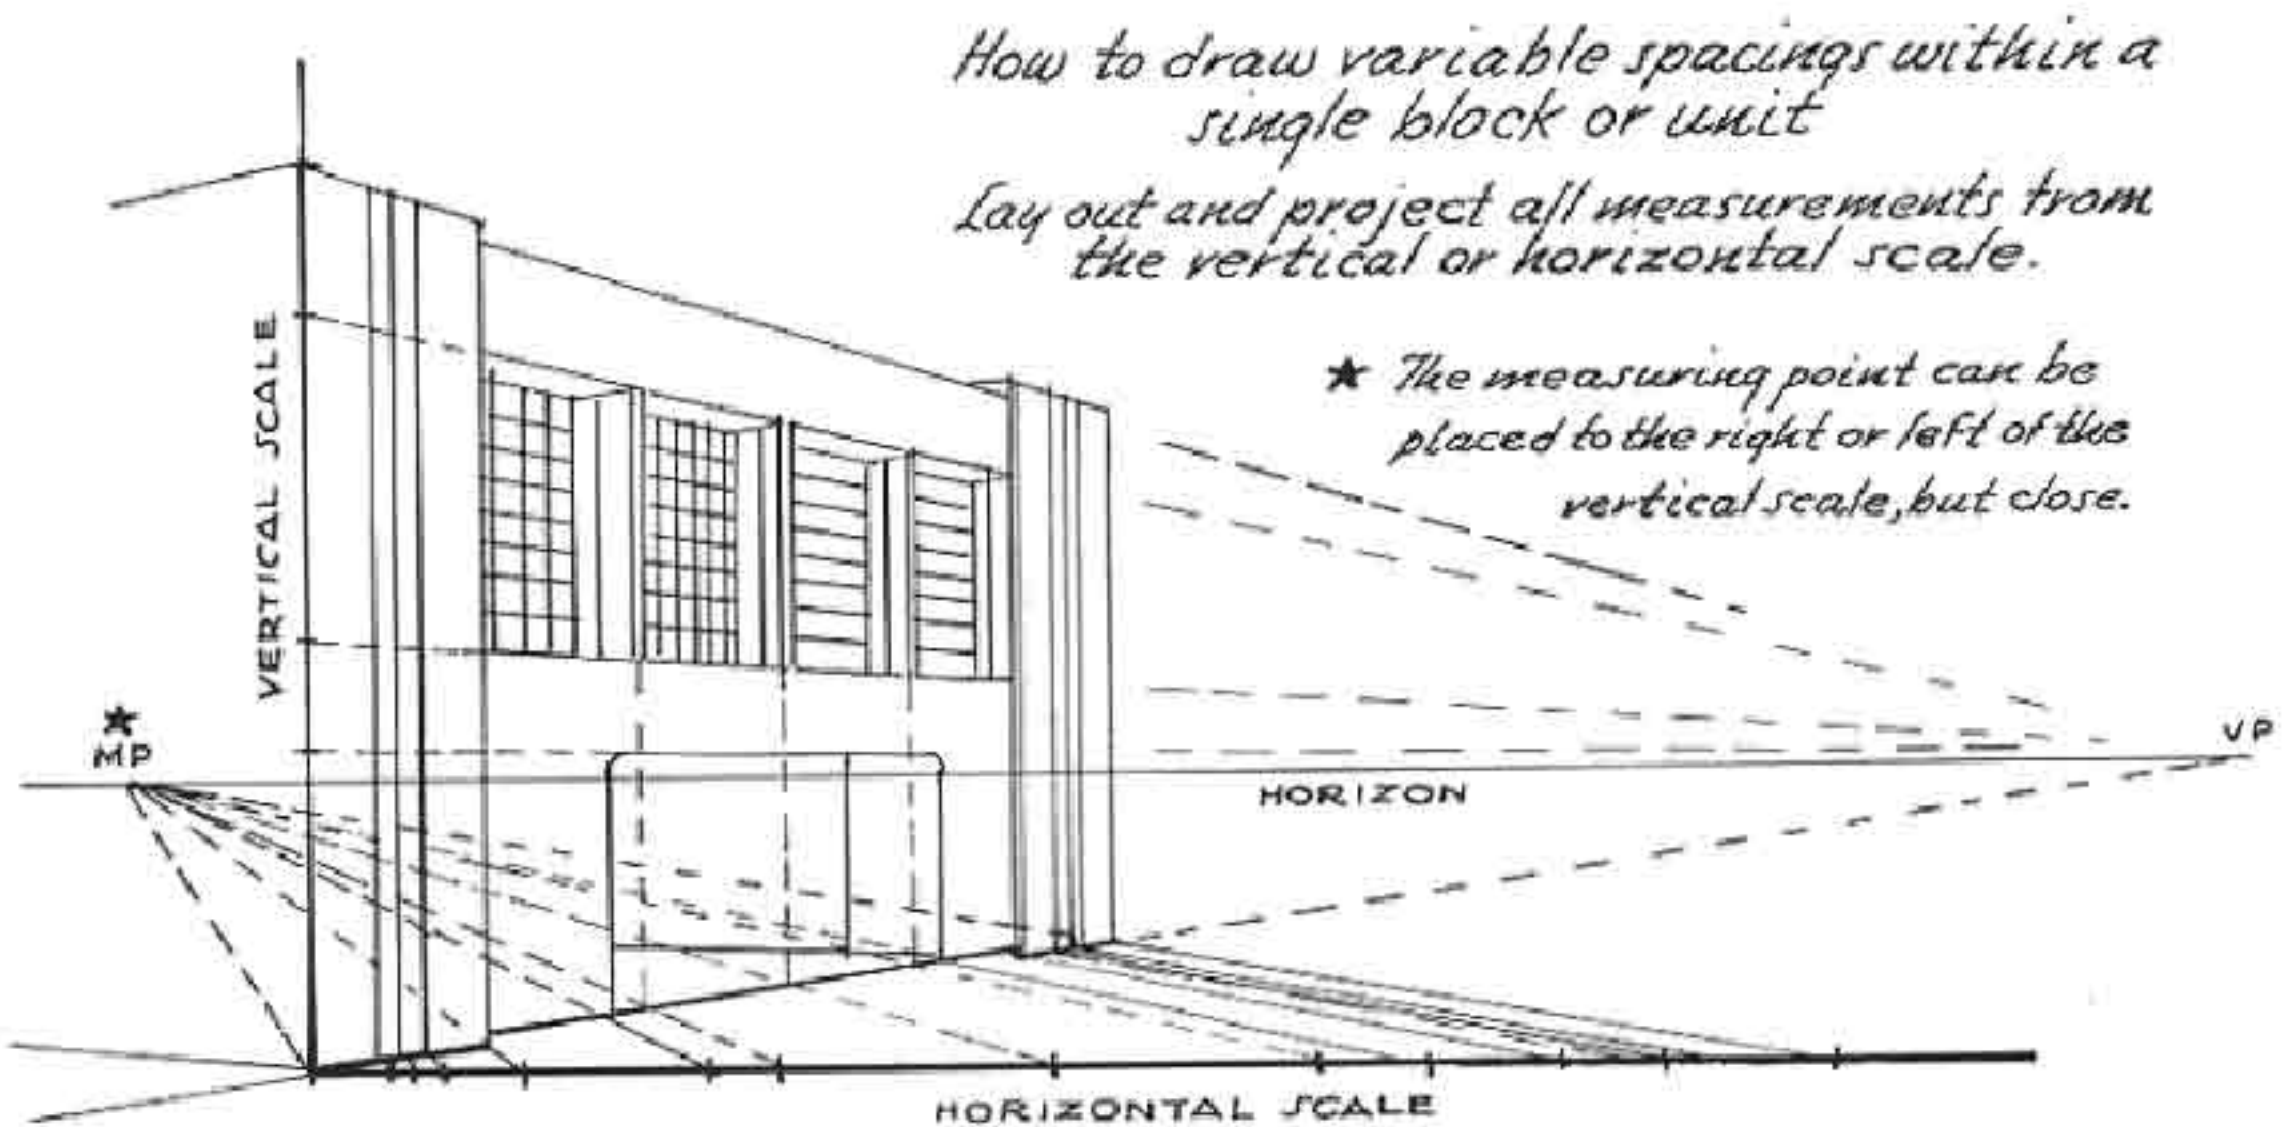 How to draw variable spacings within a
single block or unit
Lay out and project all measurements from
the vertical or horizontal scale.
★ The measuring point can be
placed to the right or left of the
vertical scale, but close.
VERTICAL SCALE
★
MP
VP
HORIZON
HORIZONTAL SCALE